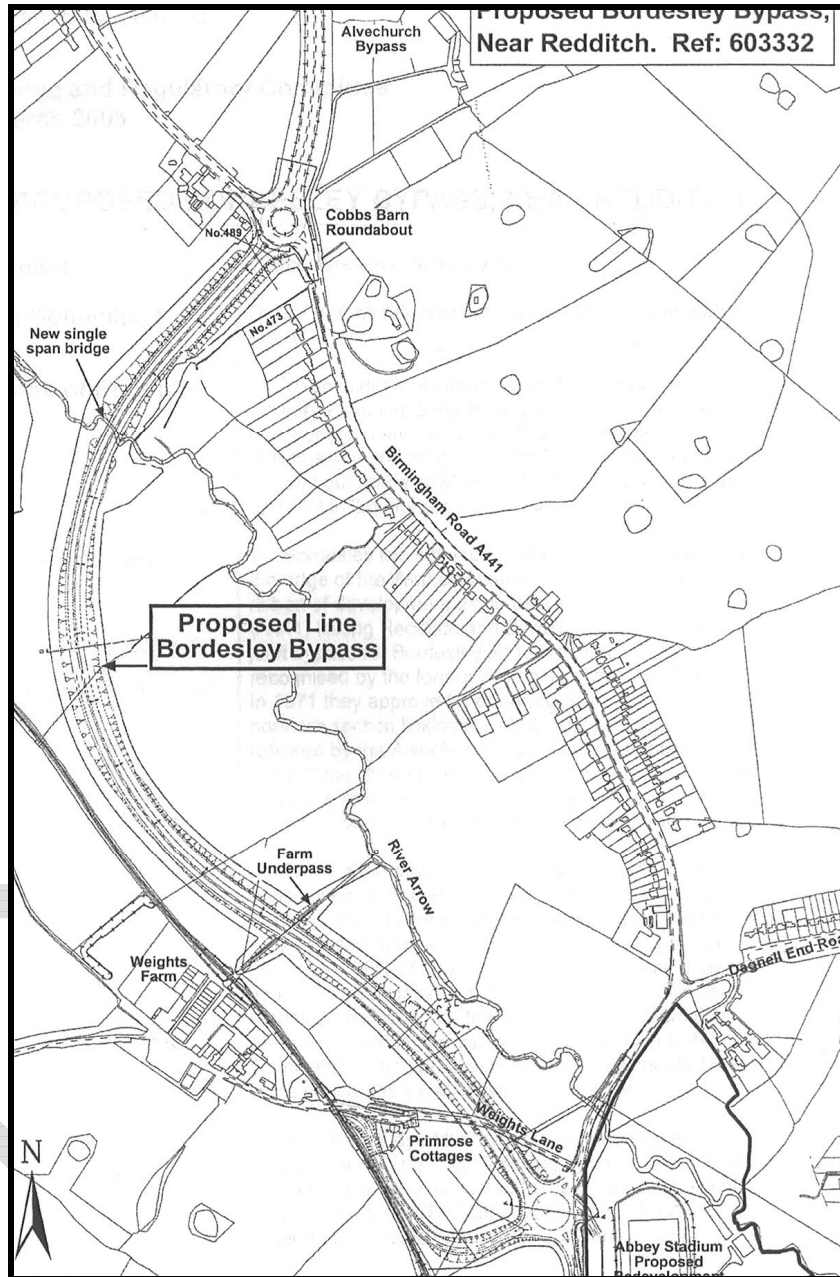 Proposed Bordesley Bypass,
Near Redditch. Ref: 603332
Alvechurch
Bypass
Cobbs Barn
Roundabout
No.489
No.473
New single
span bridge
Birmingham Road A441
Proposed Line
Bordesley Bypass
River Arrow
Farm
Underpass
Weights
Farm
Dagnell End Roa
Weights Lane
Primrose
Cottages
N
Abbey Stadium
Proposed
Redevelopment